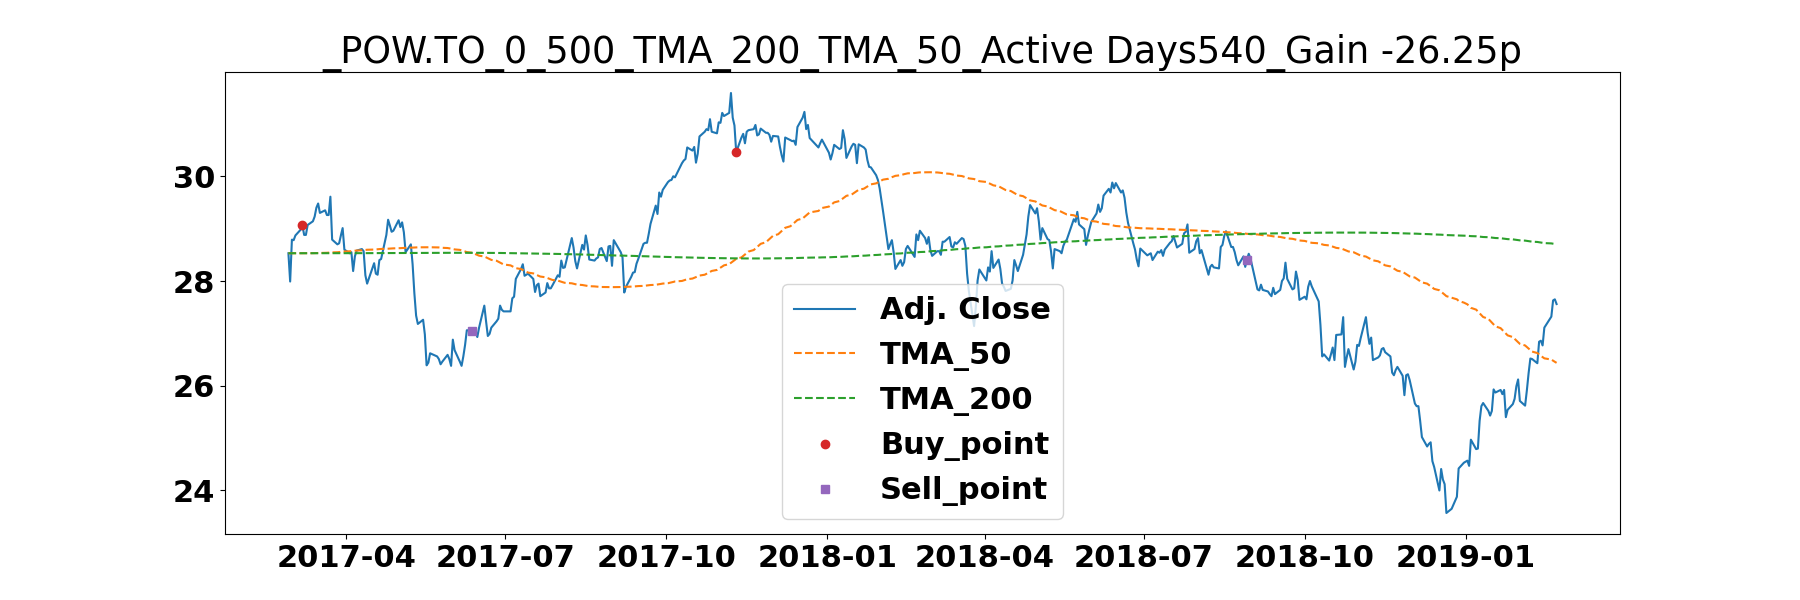 _POW.TO_0_500_TMA_200_TMA_50_Active Days540_Gain -26.25p
30
28
26
24
Adj. Close
TMA_50
TMA_200
Buy_point
Sell_point
2017-04 2017-07 2017-10 2018-01 2018-04 2018-07 2018-10 2019-01